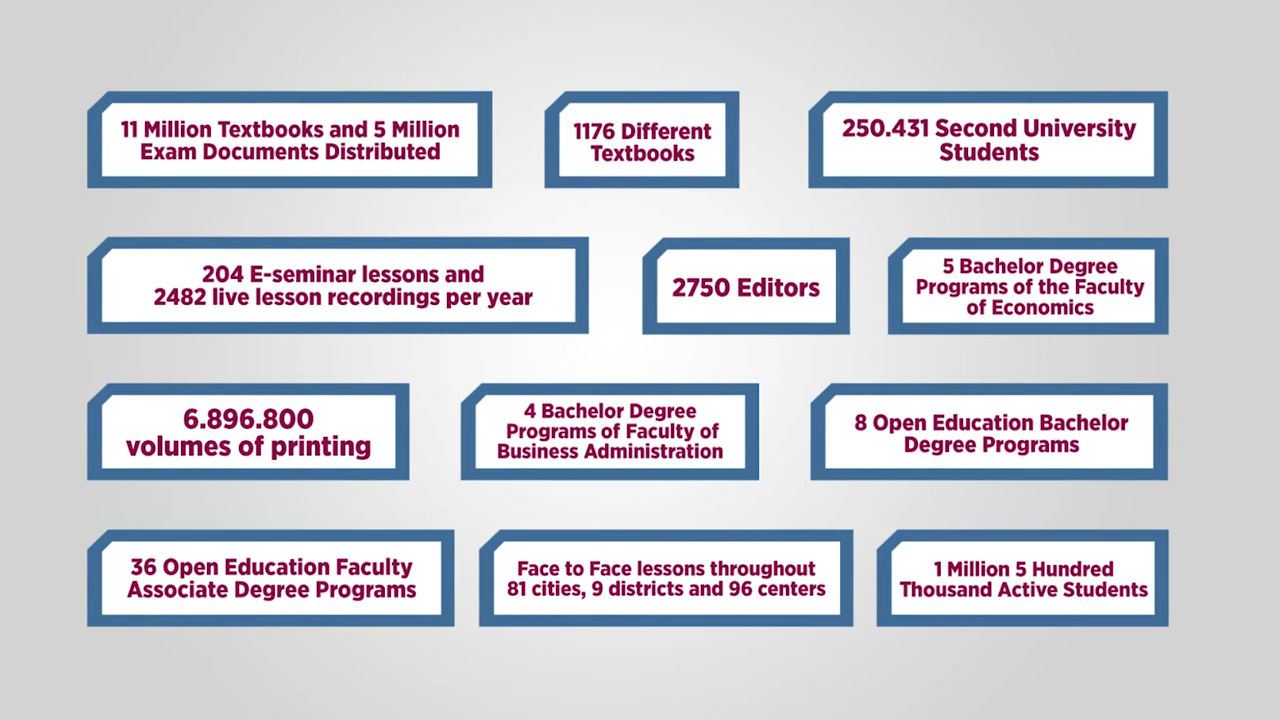 11 Million Textbooks and 5 Million
Exam Documents Distributed
1176 Different
Textbooks
250.431 Second University
Students
204 E-seminar lessons and
2482 live lesson recordings per year
2750 Editors
5 Bachelor Degree
Programs of the Faculty
of Economics
6.896.800
volumes of printing
4 Bachelor Degree
Programs of Faculty of
Business Administration
8 Open Education Bachelor
Degree Programs
36 Open Education Faculty
Associate Degree Programs
Face to Face lessons throughout
81 cities, 9 districts and 96 centers
1 Million 5 Hundred
Thousand Active Students